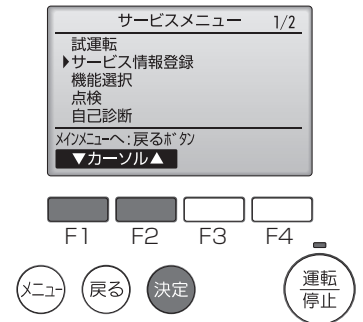 サービスメニュー 1/2
試運転
▶サービス情報登録
機能選択
点検
自己診断
メインメニューへ:戻るボタン
▼カーソル▲
F1 F2 F3 F4
メニュー 戻る 決定 運転
停止